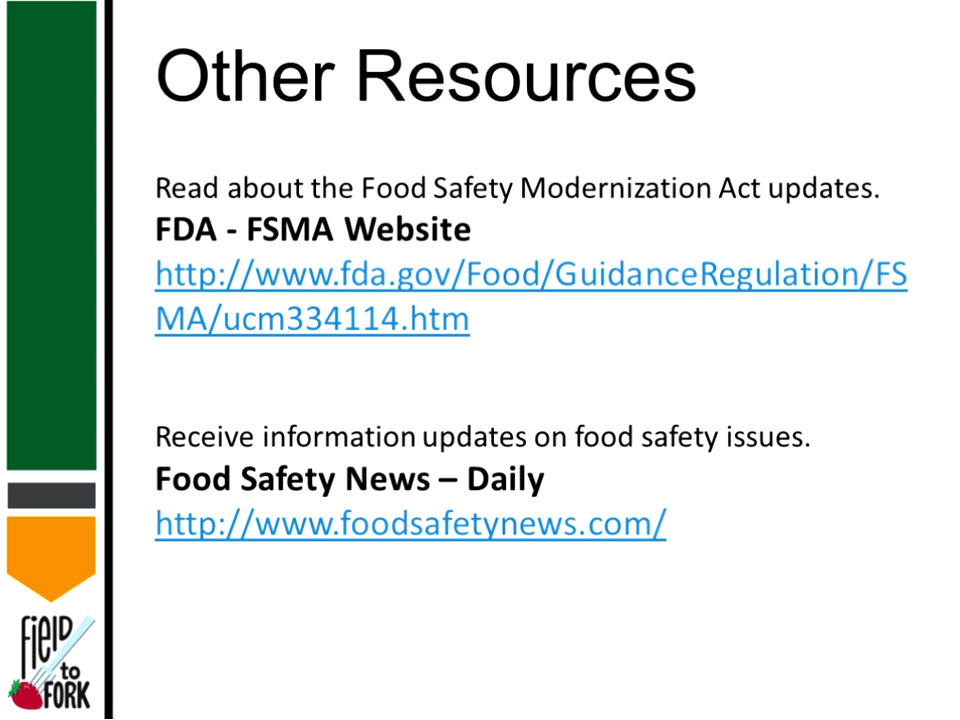 Other Resources
Read about the Food Safety Modernization Act updates.
FDA - FSMA Website
http://www.fda.gov/Food/GuidanceRegulation/FS
MA/ucm334114.htm
Receive information updates on food safety issues.
Food Safety News – Daily
http://www.foodsafetynews.com/
Field
to
FORK